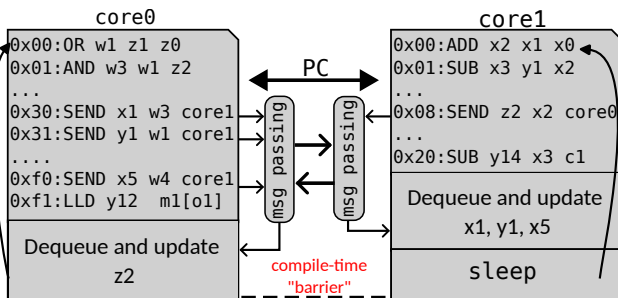 core0
0x00:OR w1 z1 z0
0x01:AND w3 w1 z2
...
0x30:SEND x1 w3 core1
0x31:SEND y1 w1 core1
....
0xf0:SEND x5 w4 core1
0xf1:LLD y12 m1[o1]
Dequeue and update
z2
PC
msg passing
msg passing
compile-time
"barrier"
core1
0x00:ADD x2 x1 x0
0x01:SUB x3 y1 x2
...
0x08:SEND z2 x2 core0
...
0x20:SUB y14 x3 c1
Dequeue and update
x1, y1, x5
sleep